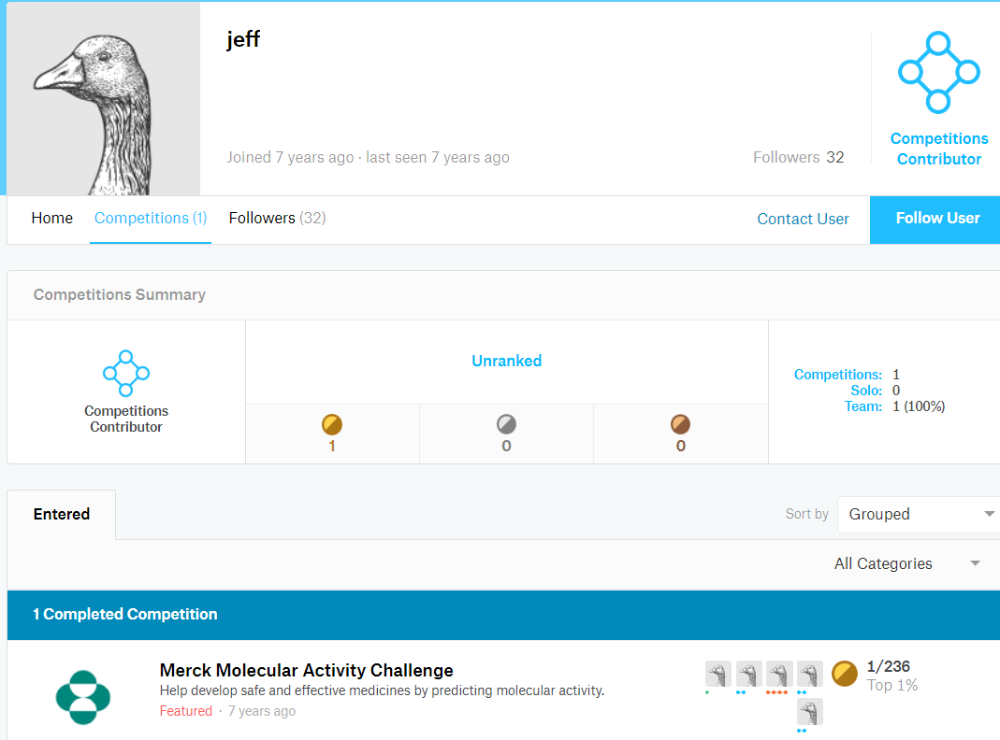 jeff
Joined 7 years ago · last seen 7 years ago
Followers 32
Competitions
Contributor
Home
Competitions (1)
Followers (32)
Contact User
Follow User
Competitions Summary
Competitions
Contributor
Unranked
1
0
0
Competitions: 1
Solo: 0
Team: 1 (100%)
Entered
Sort by
Grouped
All Categories
1 Completed Competition
Merck Molecular Activity Challenge
Help develop safe and effective medicines by predicting molecular activity.
Featured · 7 years ago
1/236
Top 1%